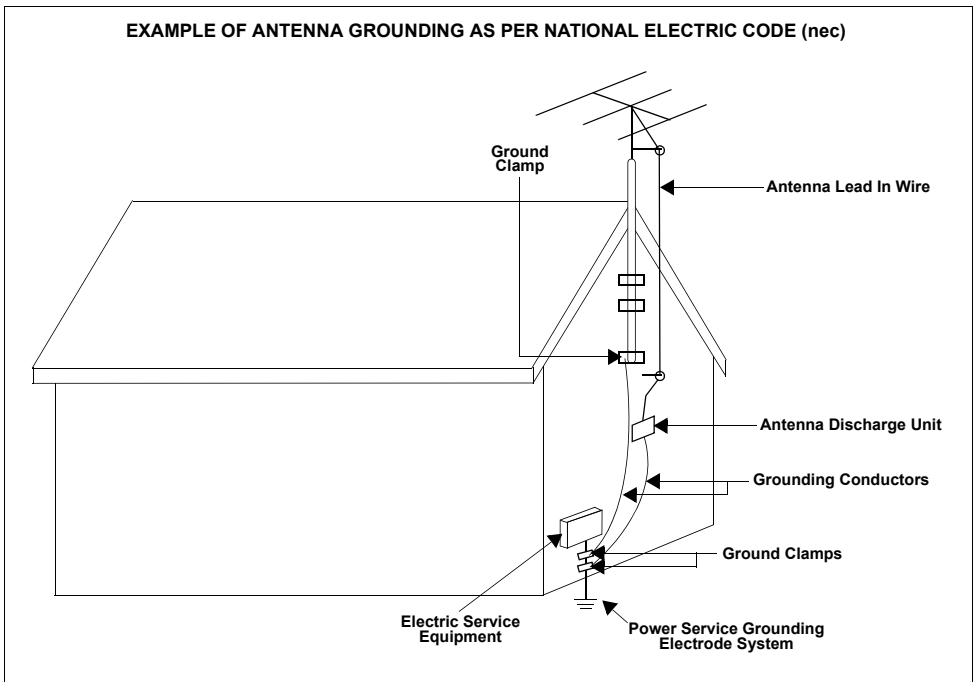 EXAMPLE OF ANTENNA GROUNDING AS PER NATIONAL ELECTRIC CODE (nec)
Ground
Clamp
Antenna Lead In Wire
Antenna Discharge Unit
Grounding Conductors
Ground Clamps
Electric Service
Equipment
Power Service Grounding
Electrode System